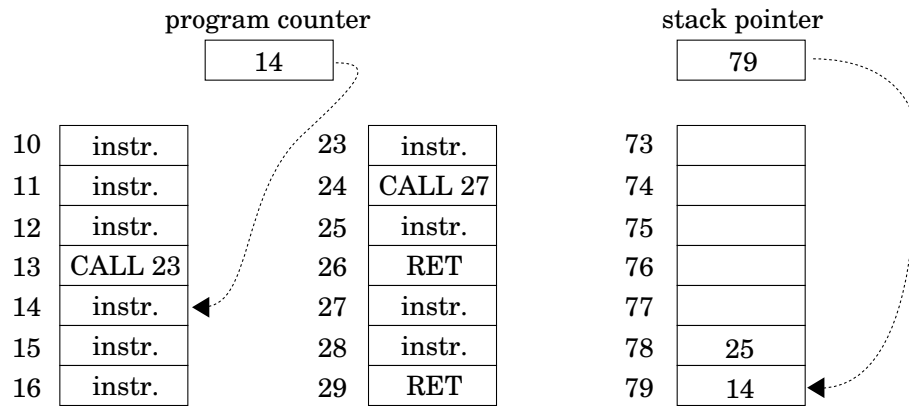 program counter stack pointer
14 79
10 instr. 23 instr. 73
11 instr. 24 CALL 27 74
12 instr. 25 instr. 75
13 CALL 23 26 RET 76
14 instr. 27 instr. 77
15 instr. 28 instr. 78 25
16 instr. 29 RET 79 14